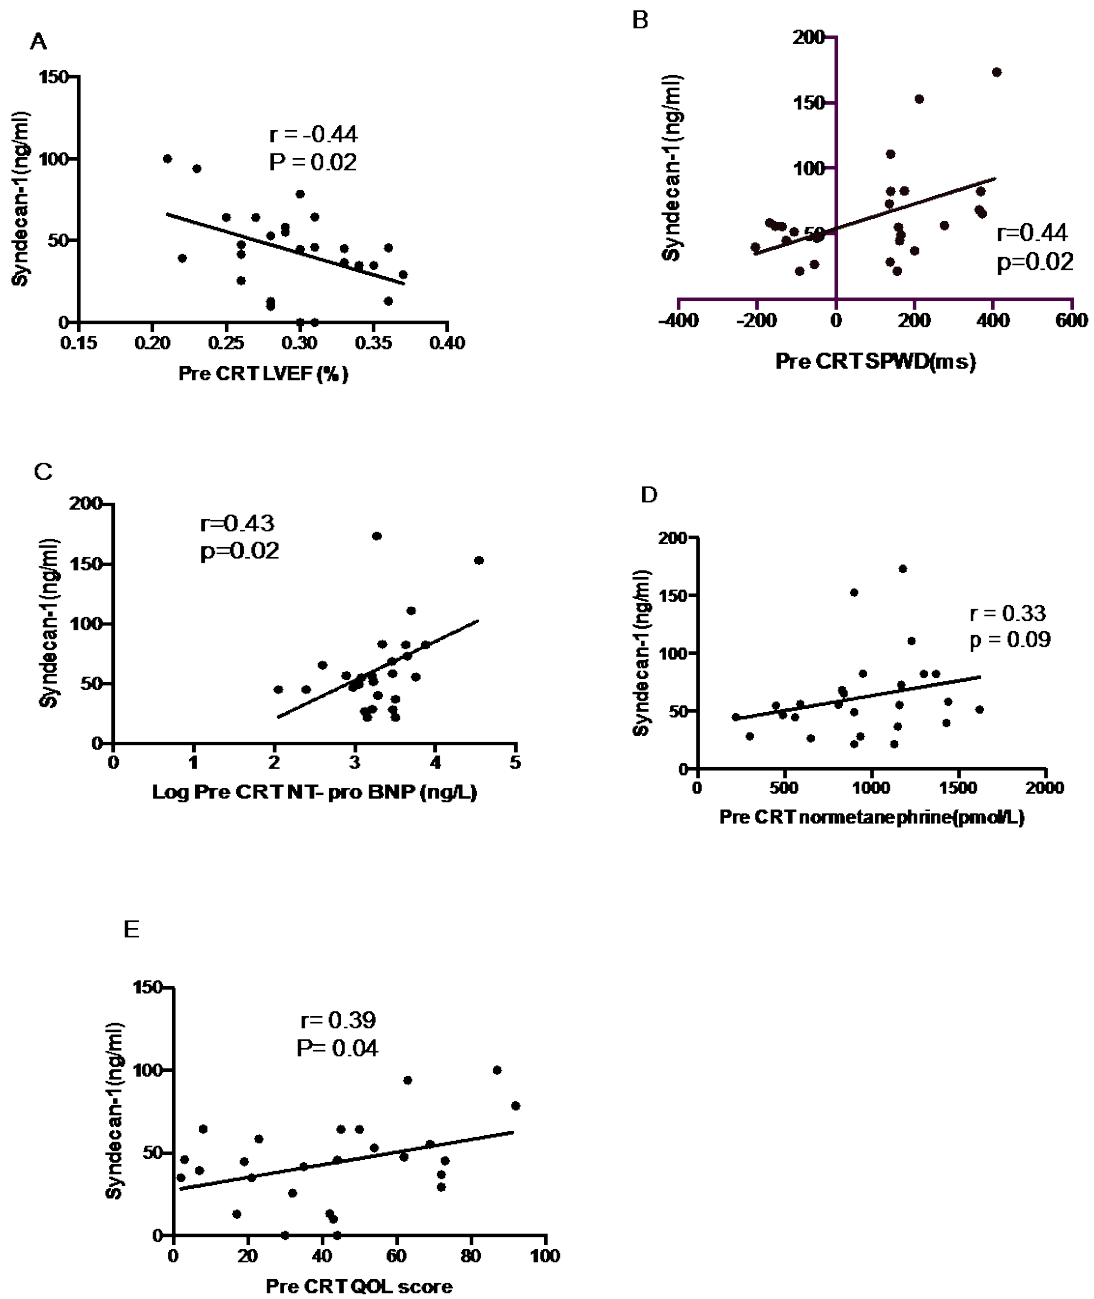 A
150
100
50
0
Syndecan-1(ng/ml)
r = -0.44
P = 0.02
0.15 0.20 0.25 0.30 0.35 0.40
Pre CRT LVEF (%)
B
200
150
100
50
Syndecan-1(ng/ml)
r=0.44
p=0.02
-400 -200 0 200 400 600
Pre CRT SPWD(ms)
C
200
150
100
50
0
Syndecan-1(ng/ml)
r=0.43
p=0.02
0 1 2 3 4 5
Log Pre CRT NT- pro BNP (ng/L)
D
200
150
100
50
0
Syndecan-1(ng/ml)
r = 0.33
p = 0.09
0 500 1000 1500 2000
Pre CRT normetanephrine(pmol/L)
E
150
100
50
0
Syndecan-1(ng/ml)
r= 0.39
P= 0.04
0 20 40 60 80 100
Pre CRT QOL score